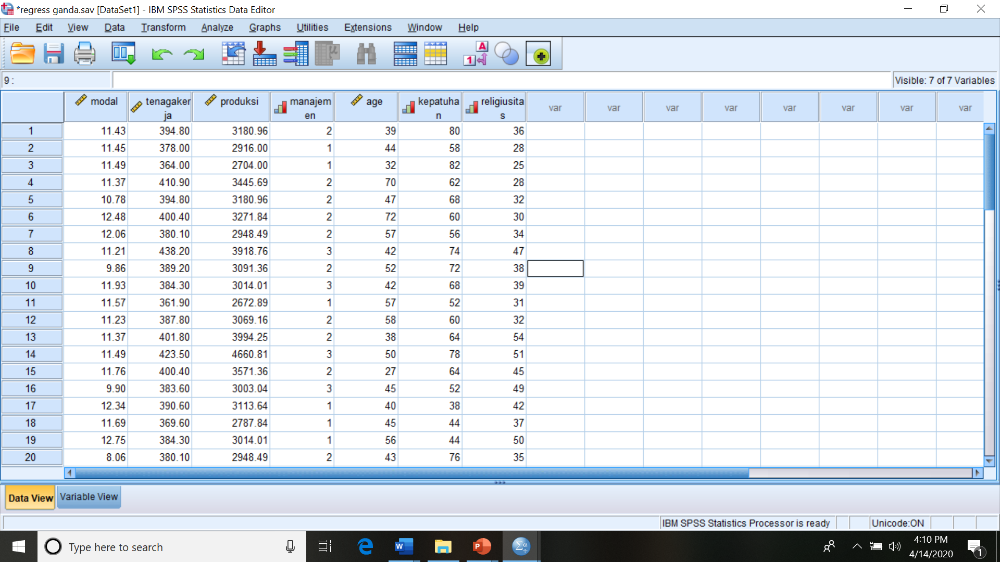 *regress ganda.sav [DataSet1] - IBM SPSS Statistics Data Editor
File Edit View Data Transform Analyze Graphs Utilities Extensions Window Help
9 :
Visible: 7 of 7 Variables
modal tenagakerja produksi manajemen age kepatuhan religiusitas var var var var var var var var
1 11.43 394.80 3180.96 2 39 80 36
2 11.45 378.00 2916.00 1 44 58 28
3 11.49 364.00 2704.00 1 32 82 25
4 11.37 410.90 3445.69 2 70 62 28
5 10.78 394.80 3180.96 2 47 68 32
6 12.48 400.40 3271.84 2 72 60 30
7 12.06 380.10 2948.49 2 57 56 34
8 11.21 438.20 3918.76 3 42 74 47
9 9.86 389.20 3091.36 2 52 72 38
10 11.93 384.30 3014.01 3 42 68 39
11 11.57 361.90 2672.89 1 57 52 31
12 11.23 387.80 3069.16 2 58 60 32
13 11.37 401.80 3994.25 2 38 64 54
14 11.49 423.50 4660.81 3 50 78 51
15 11.76 400.40 3571.36 2 27 64 45
16 9.90 383.60 3003.04 3 45 52 49
17 12.34 390.60 3113.64 1 40 38 42
18 11.69 369.60 2787.84 1 45 44 37
19 12.75 384.30 3014.01 1 56 44 50
20 8.06 380.10 2948.49 2 43 76 35
Data View Variable View
IBM SPSS Statistics Processor is ready Unicode:ON
Type here to search
4:10 PM
4/14/2020
1